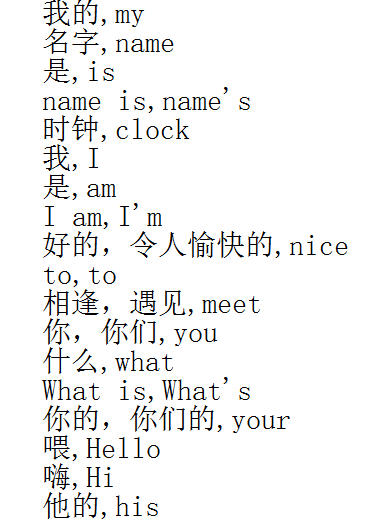 我的,my
名字,name
是,is
name is,name's
时钟,clock
我,I
是,am
I am,I'm
好的，令人愉快的,nice
to,to
相逢，遇见,meet
你，你们,you
什么,what
What is,What's
你的，你们的,your
喂,Hello
嗨,Hi
他的,his